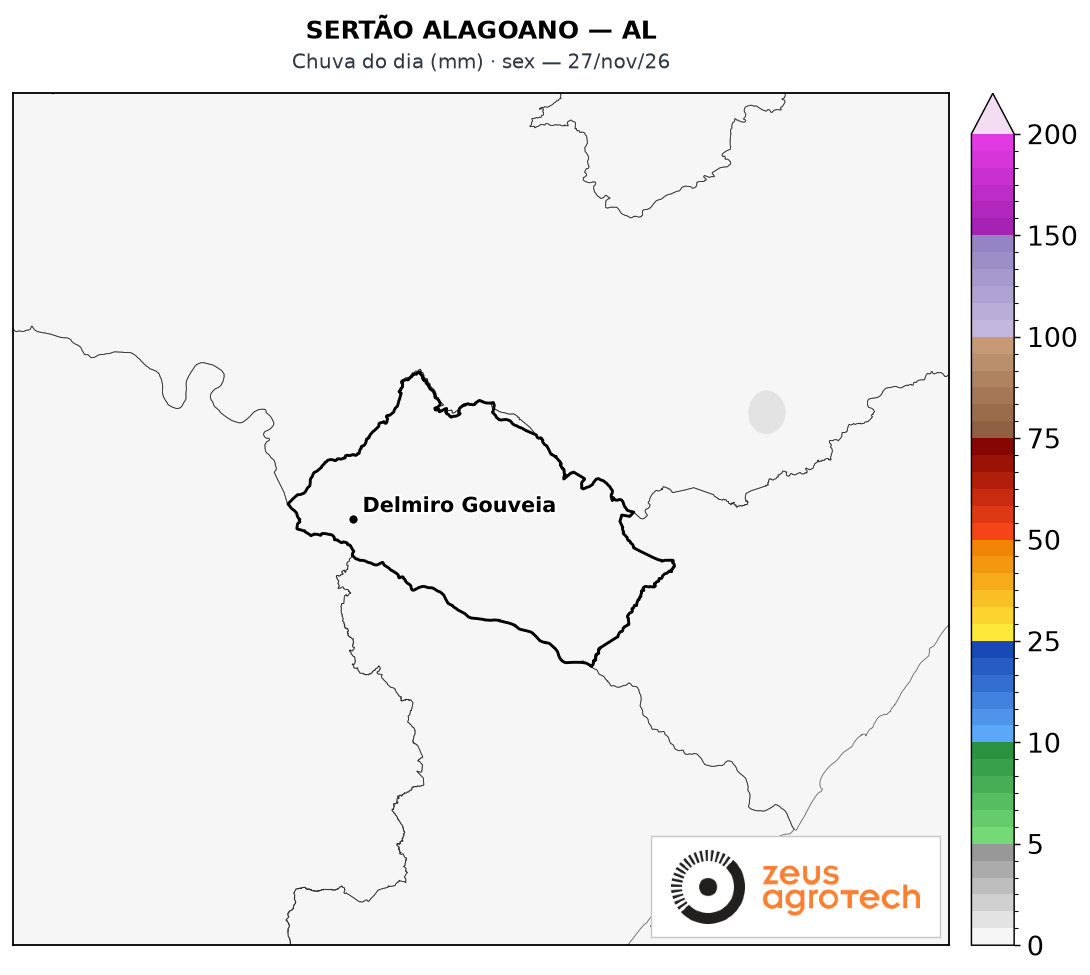 SERTÃO ALAGOANO — AL
Chuva do dia (mm) · sex — 27/nov/26
200
150
100
75
50
25
10
5
0
Delmiro Gouveia
zeus
agrotech